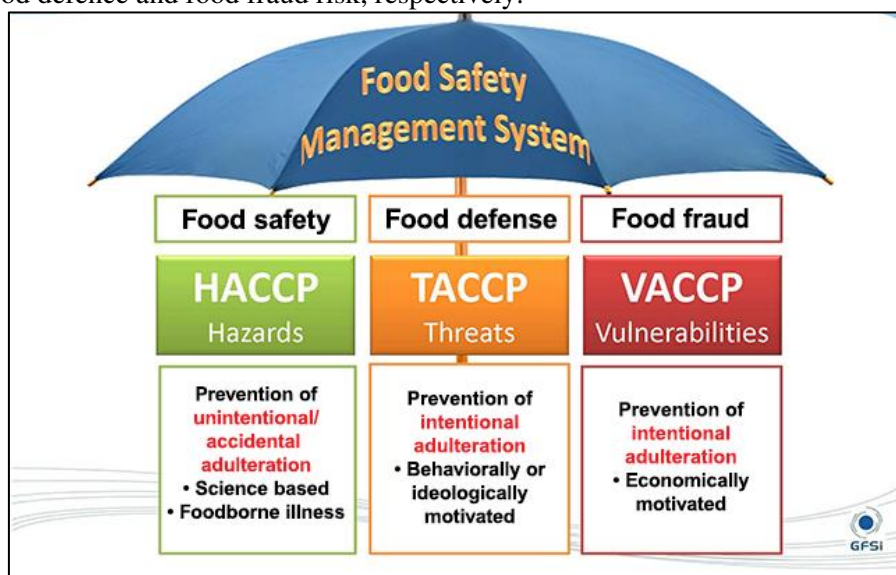 od defence and food fraud risk, respectively.
Food Safety
Management System
Food safety
Food defense
Food fraud
HACCP
Hazards
TACCP
Threats
VACCP
Vulnerabilities
Prevention of
unintentional/
accidental
adulteration
• Science based
• Foodborne illness
Prevention of
intentional
adulteration
• Behaviorally or
ideologically
motivated
Prevention of
intentional
adulteration
• Economically
motivated
GFSi